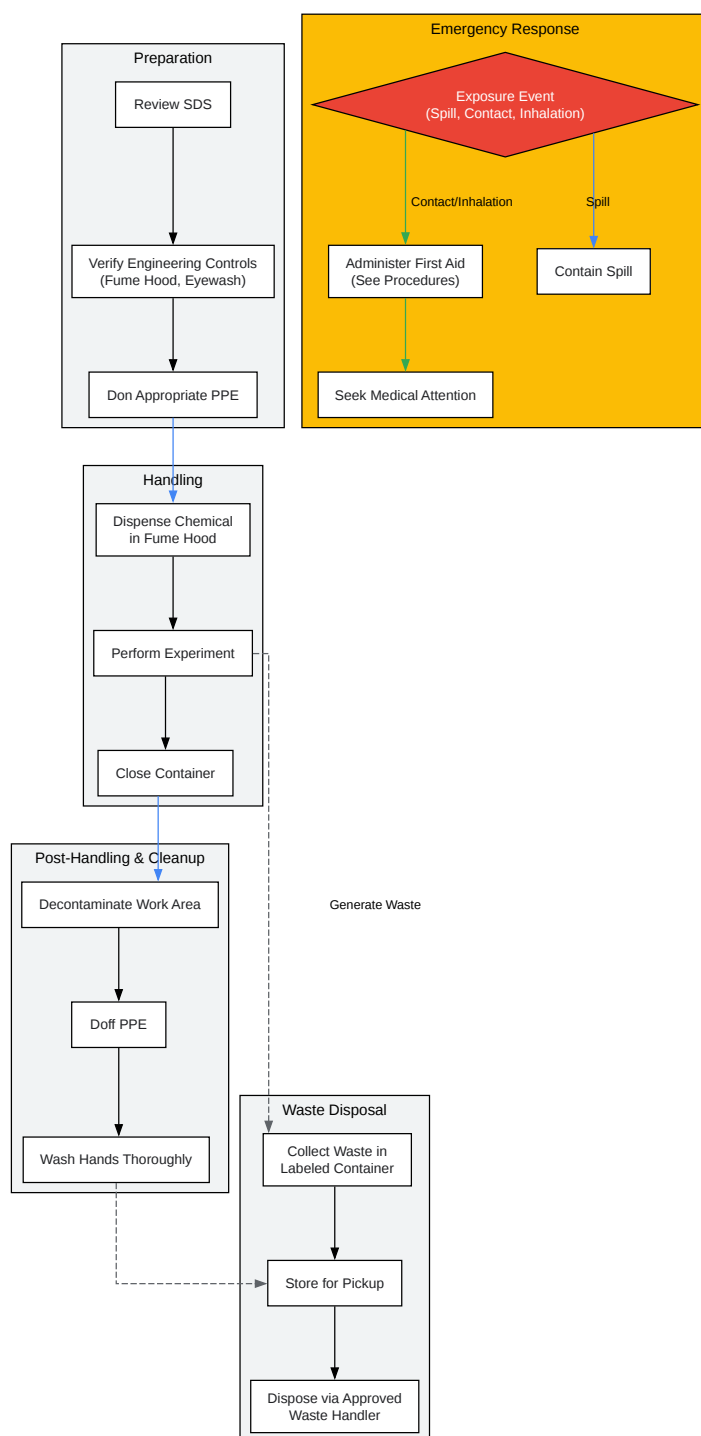 Preparation
Review SDS
Verify Engineering Controls
(Fume Hood, Eyewash)
Don Appropriate PPE
Emergency Response
Exposure Event
(Spill, Contact, Inhalation)
Contact/Inhalation
Spill
Administer First Aid
(See Procedures)
Contain Spill
Seek Medical Attention
Handling
Dispense Chemical
in Fume Hood
Perform Experiment
Close Container
Post-Handling & Cleanup
Decontaminate Work Area
Generate Waste
Doff PPE
Wash Hands Thoroughly
Waste Disposal
Collect Waste in
Labeled Container
Store for Pickup
Dispose via Approved
Waste Handler